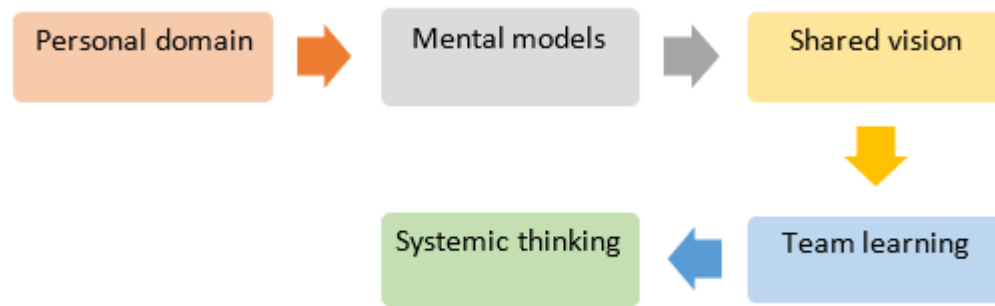 Personal domain
Mental models
Shared vision
Team learning
Systemic thinking